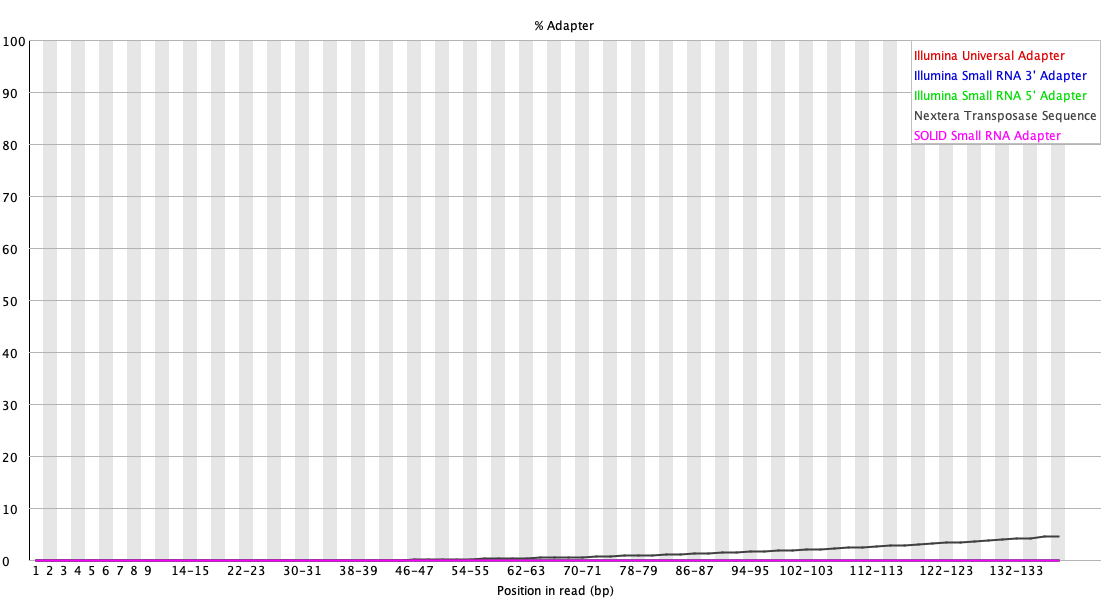 % Adapter
100
90
80
70
60
50
40
30
20
10
0
Illumina Universal Adapter
Illumina Small RNA 3' Adapter
Illumina Small RNA 5' Adapter
Nextera Transposase Sequence
SOLID Small RNA Adapter
1 2 3 4 5 6 7 8 9 14-15 22-23 30-31 38-39 46-47 54-55 62-63 70-71 78-79 86-87 94-95 102-103 112-113 122-123 132-133
Position in read (bp)